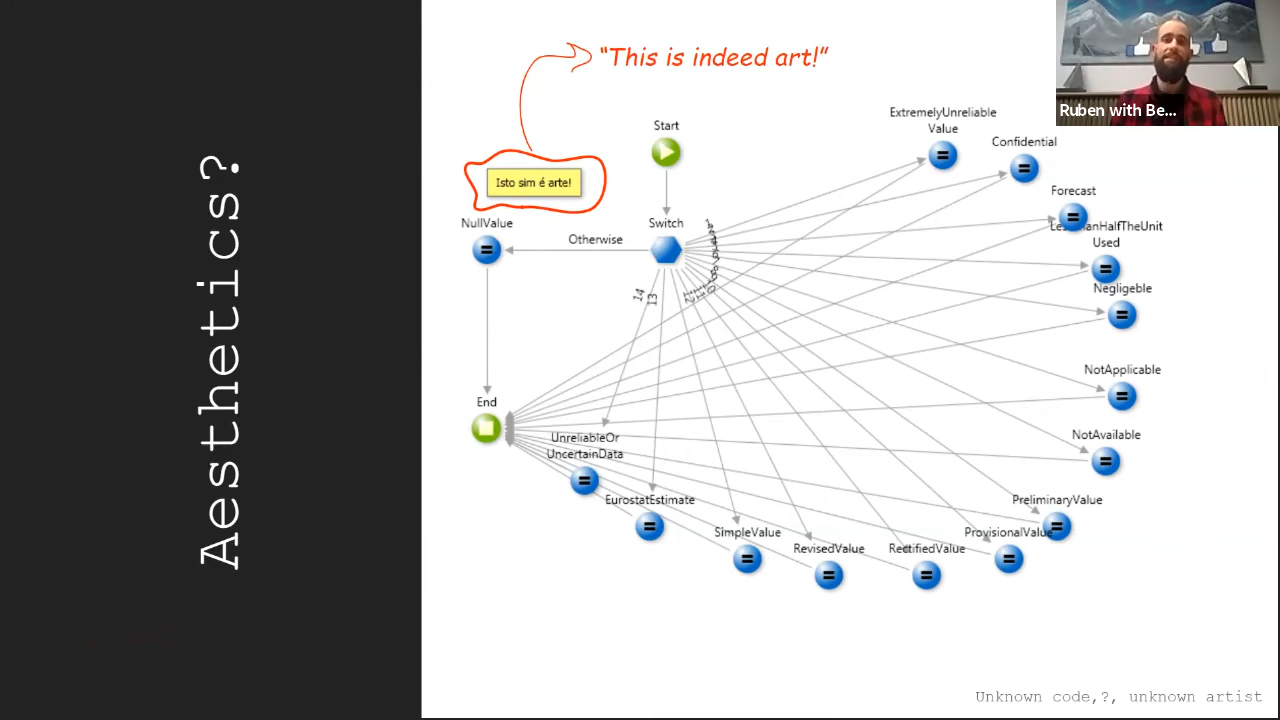 Aesthetics?
“This is indeed art!”
Ruben with Be...
Isto sim é arte!
Start
Switch
Otherwise
NullValue
End
ExtremelyUnreliable
Value
Confidential
Forecast
Used
Negligeble
NotApplicable
NotAvailable
PreliminaryValue
ProvisionalValue
RectifiedValue
RevisedValue
SimpleValue
EurostatEstimate
UnreliableOr
UncertainData
14
13
12
Unknown code,?, unknown artist